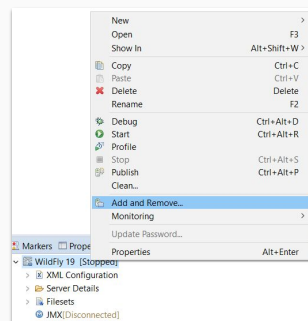 New >
Open F3
Show In Alt+Shift+W >
Copy Ctrl+C
Paste Ctrl+V
Delete Delete
Rename F2
Debug Ctrl+Alt+D
Start Ctrl+Alt+R
Profile
Stop Ctrl+Alt+S
Publish Ctrl+Alt+P
Clean...
Add and Remove...
Monitoring >
Update Password...
Properties Alt+Enter
Markers Prope
WildFly 19 [Stopped]
XML Configuration
Server Details
Filesets
JMX[Disconnected]